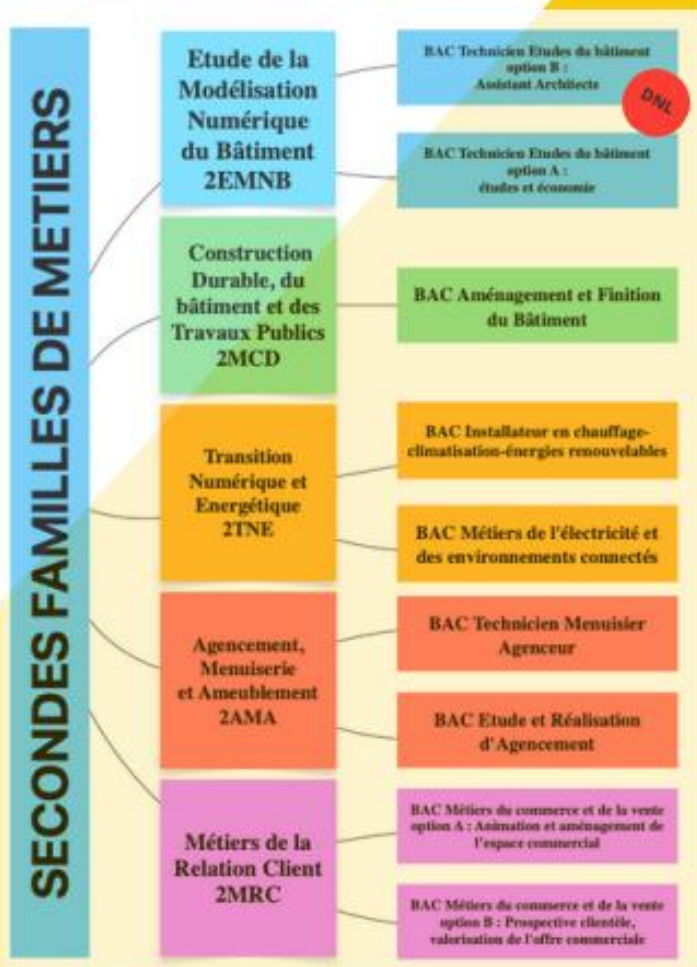 SECONDES FAMILLES DE METIERS
Etude de la
Modélisation
Numérique
du Bâtiment
2EMNB
BAC Technicien Etudes du bâtiment
option B :
Assistant Architecte
DNL
BAC Technicien Etudes du bâtiment
option A :
études et économie
Construction
Durable, du
bâtiment et des
Travaux Publics
2MCD
BAC Aménagement et Finition
du Bâtiment
Transition
Numérique et
Energétique
2TNE
BAC Installateur en chauffage-
climatisation-énergies renouvelables
BAC Métiers de l'électricité et
des environnements connectés
Agencement,
Menuiserie
et Ameublement
2AMA
BAC Technicien Menuisier
Agenceur
BAC Etude et Réalisation
d'Agencement
Métiers de la
Relation Client
2MRC
BAC Métiers du commerce et de la vente
option A : Animation et aménagement de
l'espace commercial
BAC Métiers du commerce et de la vente
option B : Prospective clientèle,
valorisation de l'offre commerciale